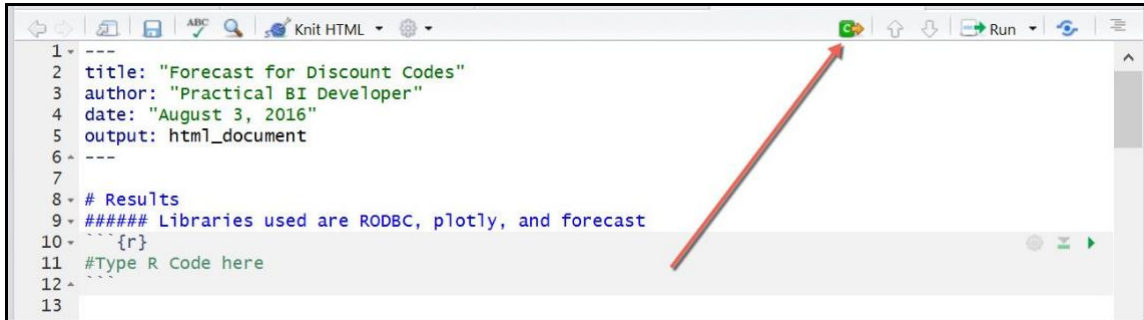 ABC Knit HTML Run
1 ---
2 title: "Forecast for Discount Codes"
3 author: "Practical BI Developer"
4 date: "August 3, 2016"
5 output: html_document
6 ---
7
8 # Results
9 ###### Libraries used are RODBC, plotly, and forecast
10 ```{r}
11 #Type R Code here
12 ```
13